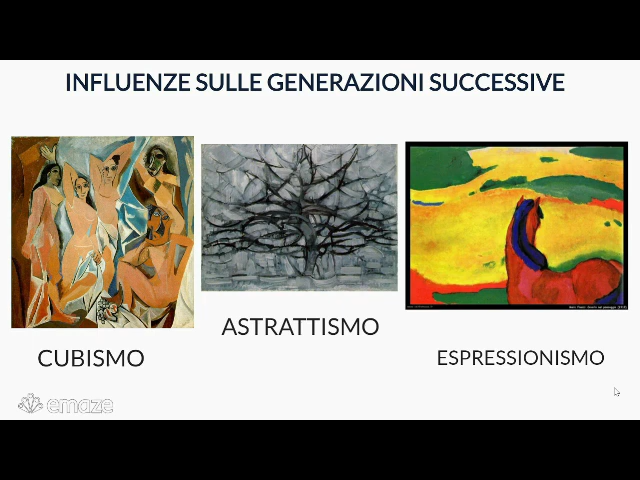 INFLUENZE SULLE GENERAZIONI SUCCESSIVE
ASTRATTISMO
CUBISMO
ESPRESSIONISMO
emaze